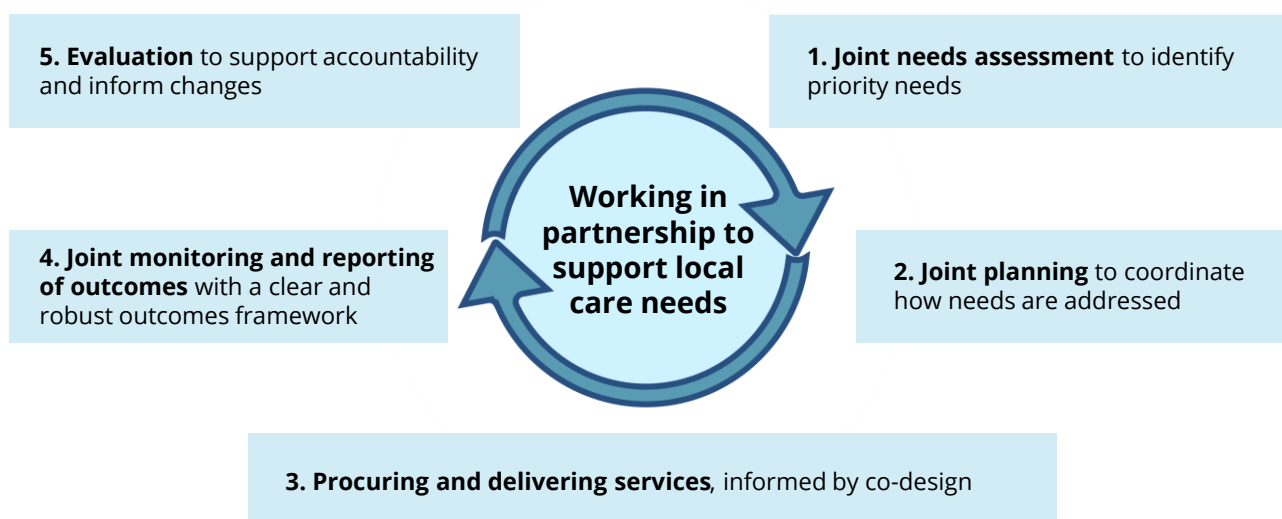 5. Evaluation to support accountability
and inform changes
1. Joint needs assessment to identify
priority needs
Working in
partnership to
support local
care needs
4. Joint monitoring and reporting
of outcomes with a clear and
robust outcomes framework
2. Joint planning to coordinate
how needs are addressed
3. Procuring and delivering services, informed by co-design